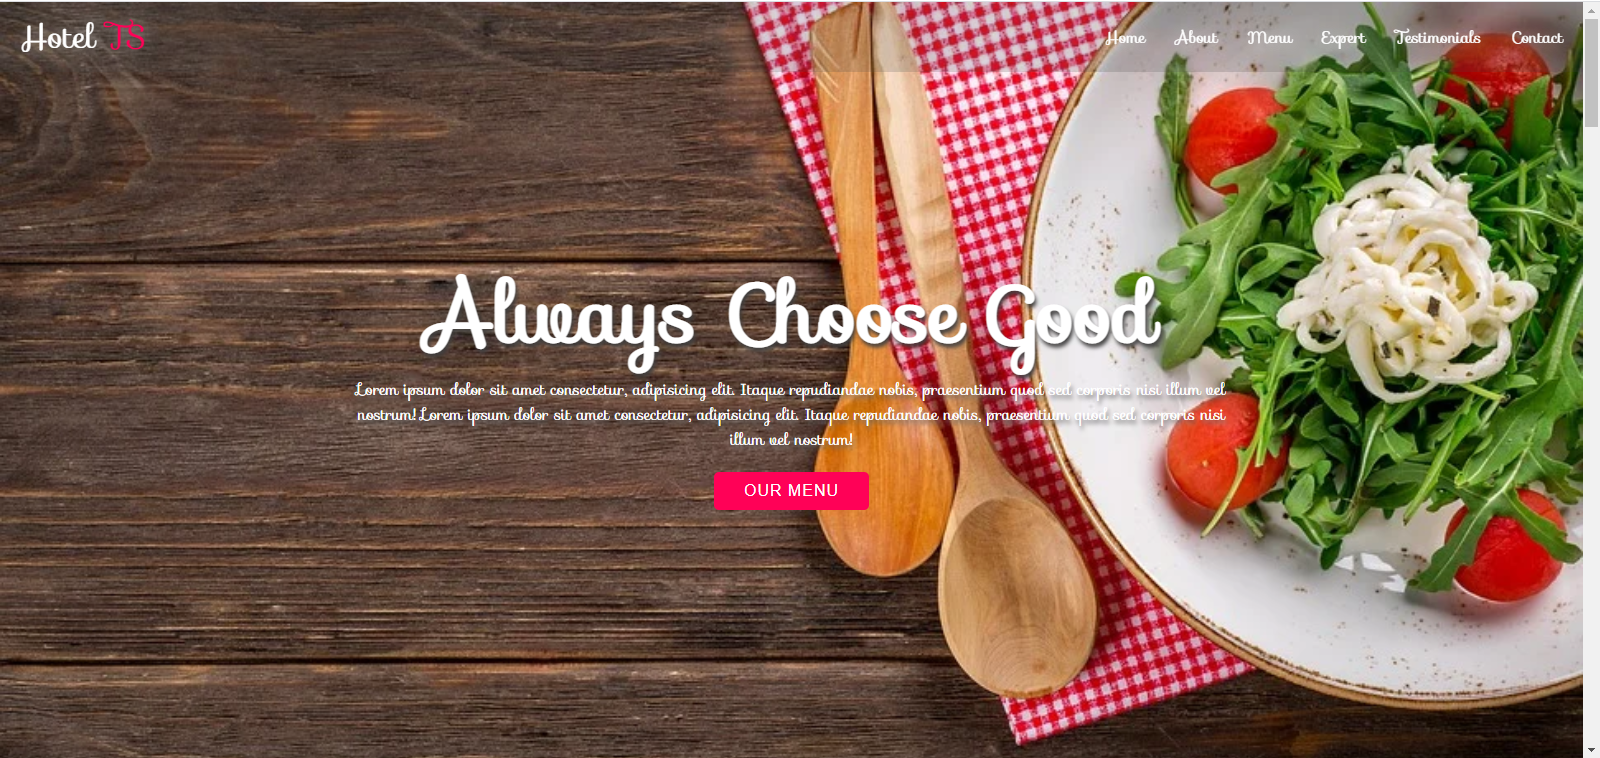 Hotel TS
Home About Menu Expert Testimonials Contact
Always Choose Good
Lorem ipsum dolor sit amet consectetur, adipisicing elit. Itaque repudiandae nobis, praesentium quod sed corporis nisi illum vel
nostrum!Lorem ipsum dolor sit amet consectetur, adipisicing elit. Itaque repudiandae nobis, praesentium quod sed corporis nisi
illum vel nostrum!
OUR MENU